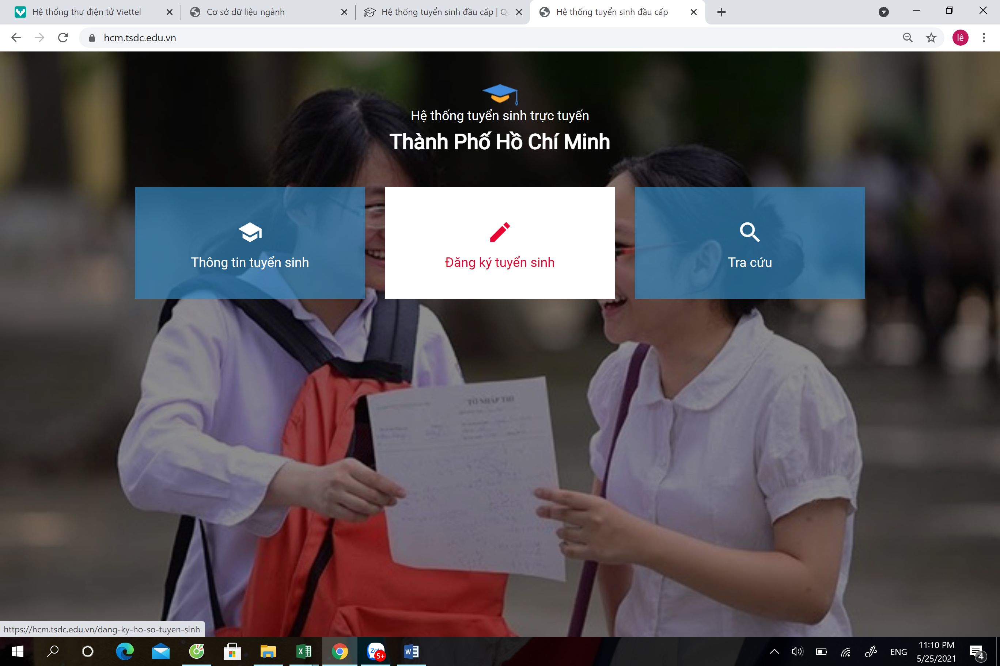 Hệ thống thư điện tử Viettel
Cơ sở dữ liệu ngành
Hệ thống tuyển sinh đầu cấp | Qu
Hệ thống tuyển sinh đầu cấp
hcm.tsdc.edu.vn
lê
Hệ thống tuyển sinh trực tuyến
Thành Phố Hồ Chí Minh
Thông tin tuyển sinh
Đăng ký tuyển sinh
Tra cứu
TỜ NHÁP THI
https://hcm.tsdc.edu.vn/dang-ky-ho-so-tuyen-sinh
Zalo
5+
ENG
11:10 PM
5/25/2021
4